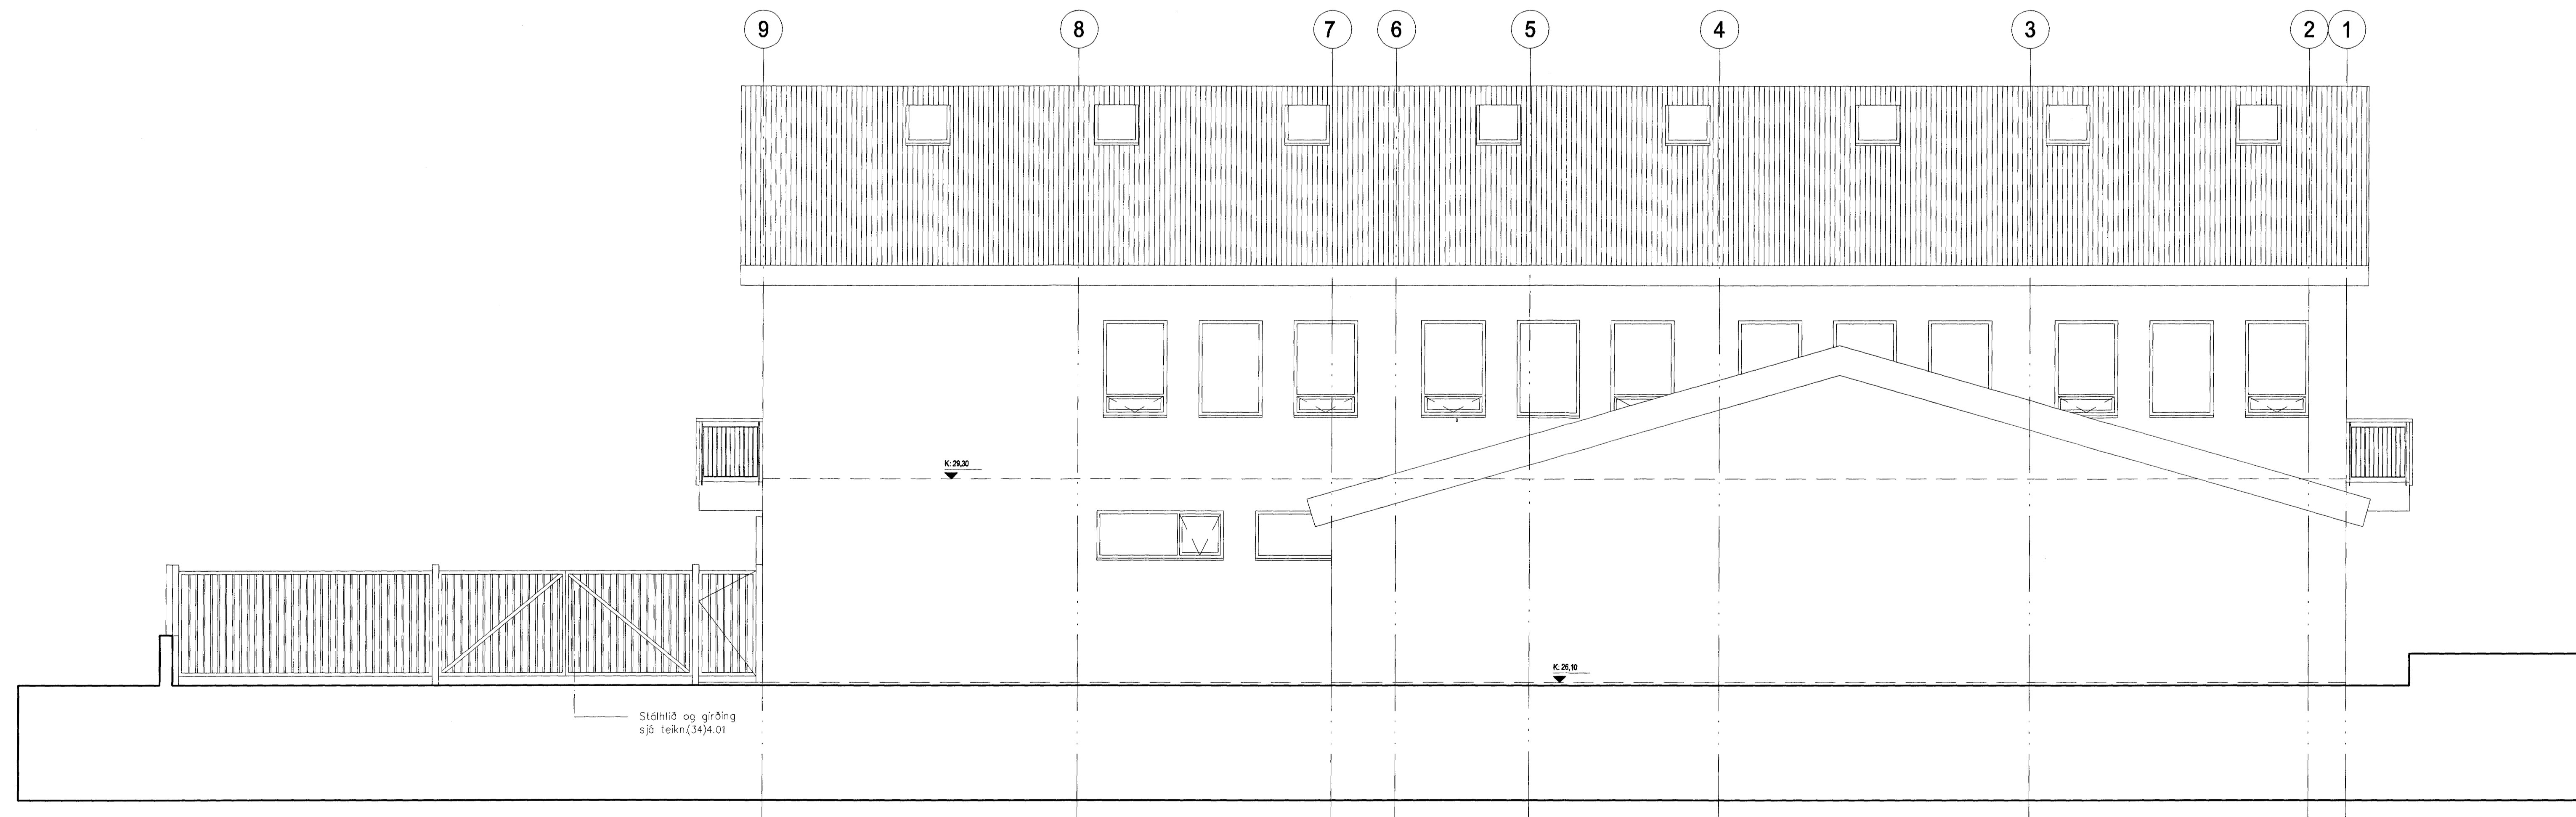 9 8 7 6 5 4 3 2 1
K: 29,30
K: 26,10
Stálhlið og girðing
sjá teikn.(34)4.01